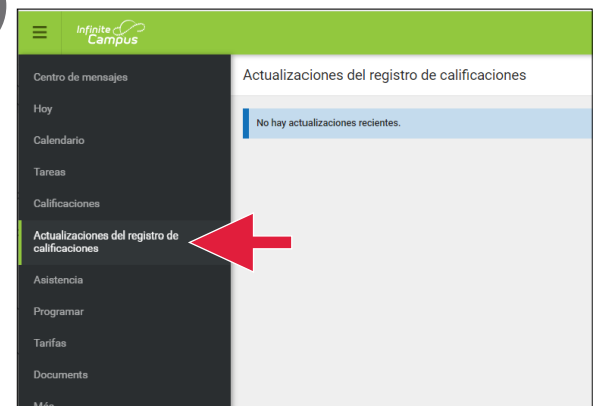 Infinite
Campus
Centro de mensajes
Actualizaciones del registro de calificaciones
Hoy
No hay actualizaciones recientes.
Calendario
Tareas
Calificaciones
Actualizaciones del registro de
calificaciones
Asistencia
Programar
Tarifas
Documents
Más